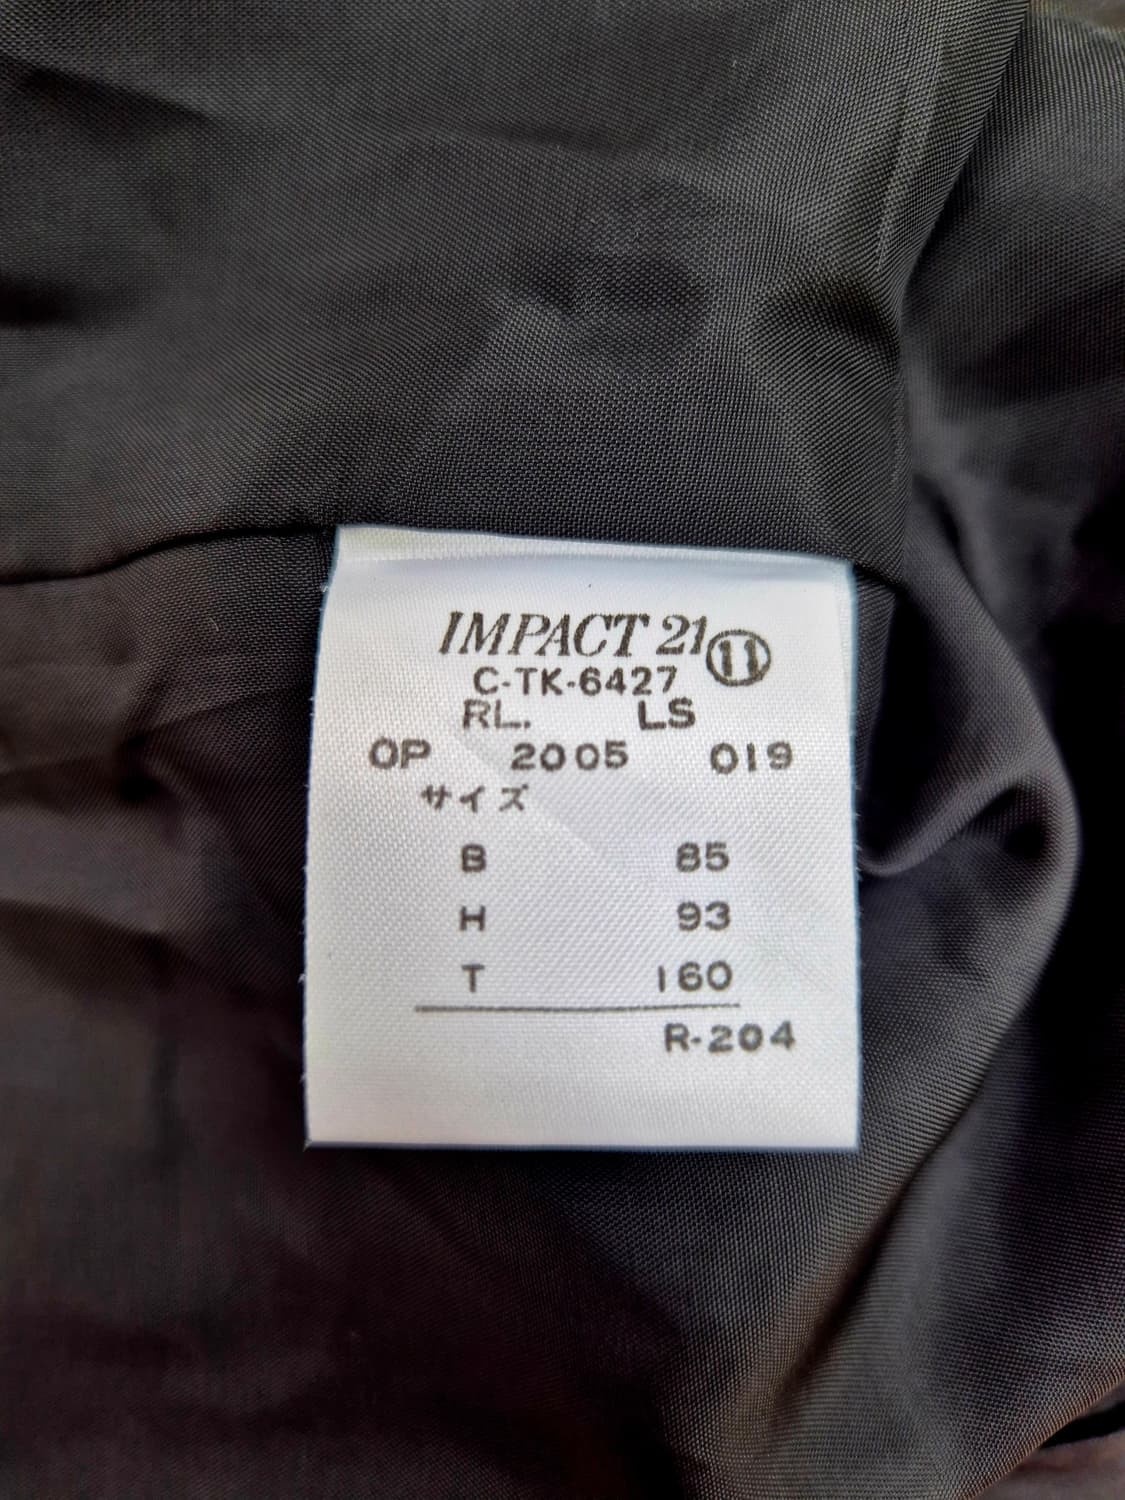 IMPACT 21 ⑪
C-TK-6427
RL. LS
OP 2005 019
サイズ
B 85
H 93
T 160
R-204